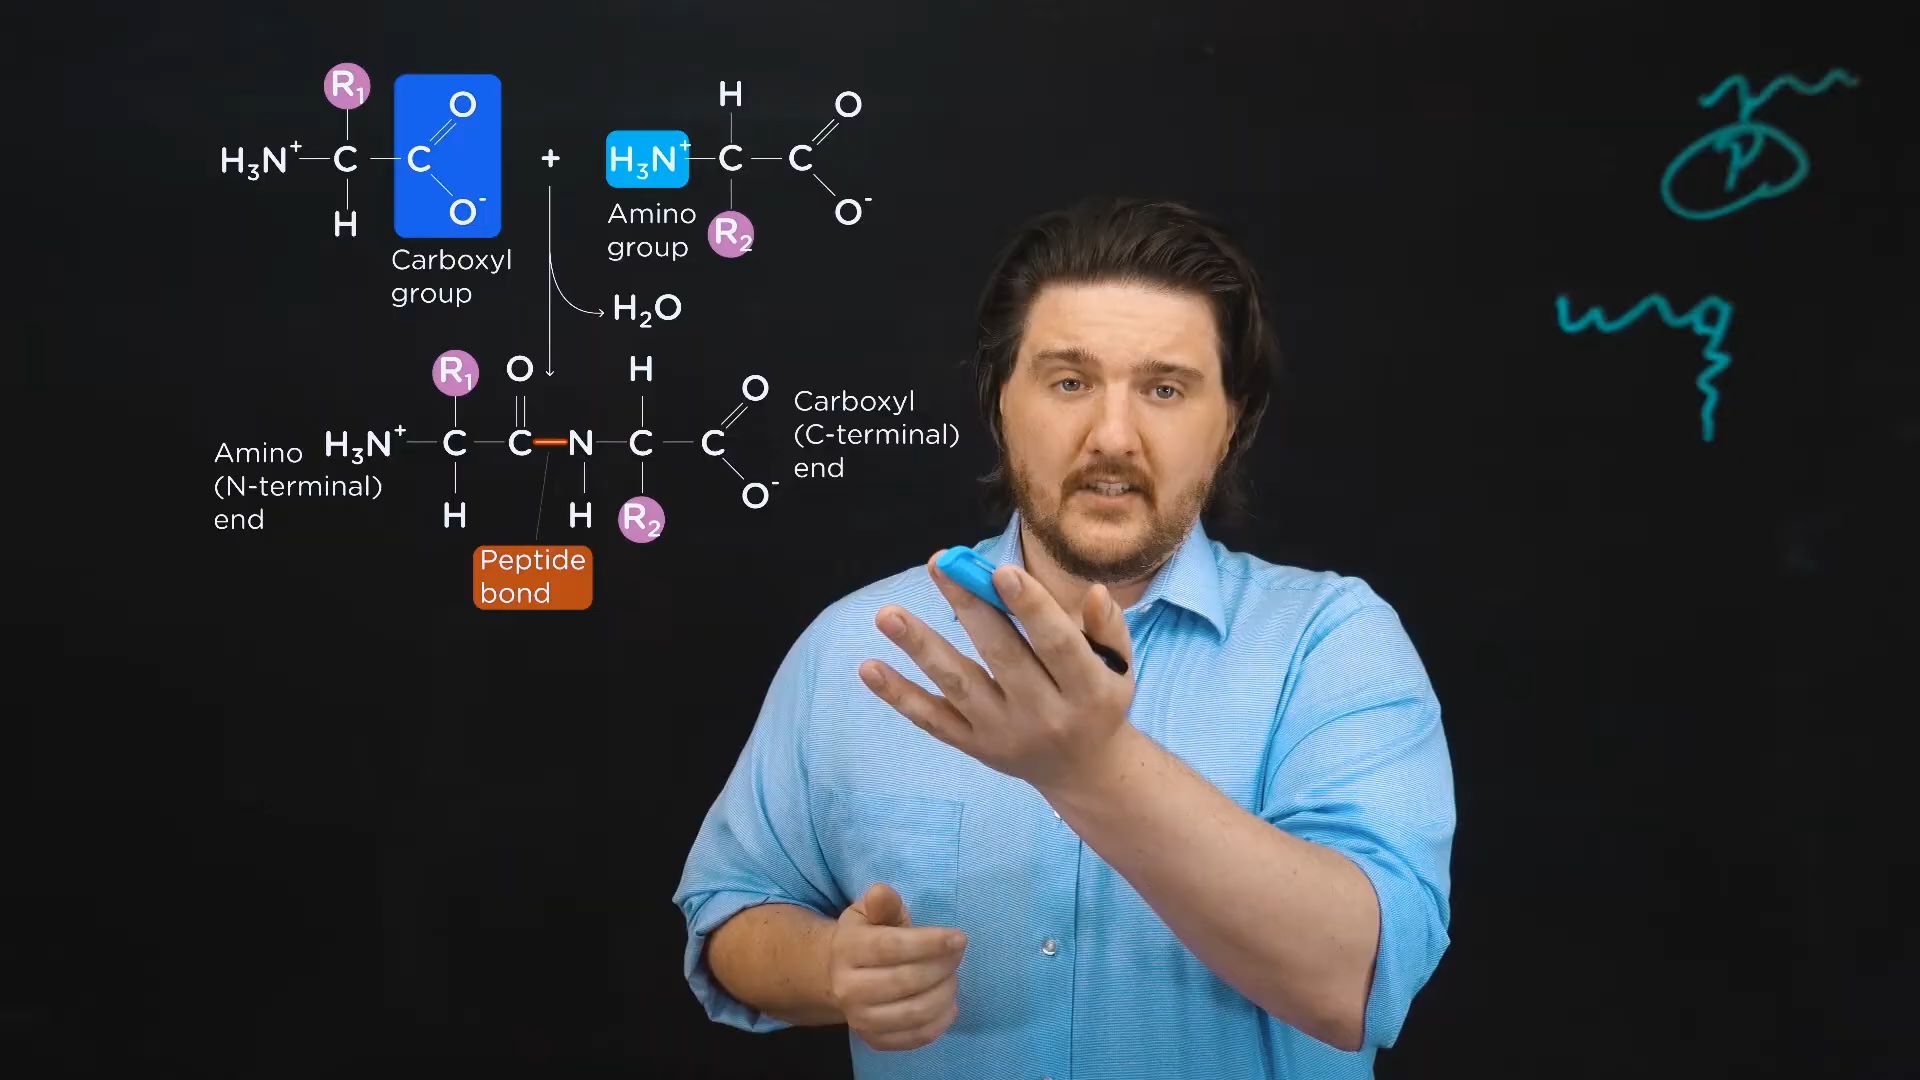 R₁ O H O
H₃N⁺ — C — C + H₃N⁺ — C — C
H O⁻ Amino group R₂ O⁻
Carboxyl
group
H₂O
R₁ O H O
Amino
(N-terminal)
end
H₃N⁺ — C — C — N — C — C
Carboxyl
(C-terminal)
end
H H R₂ O⁻
Peptide
bond
P